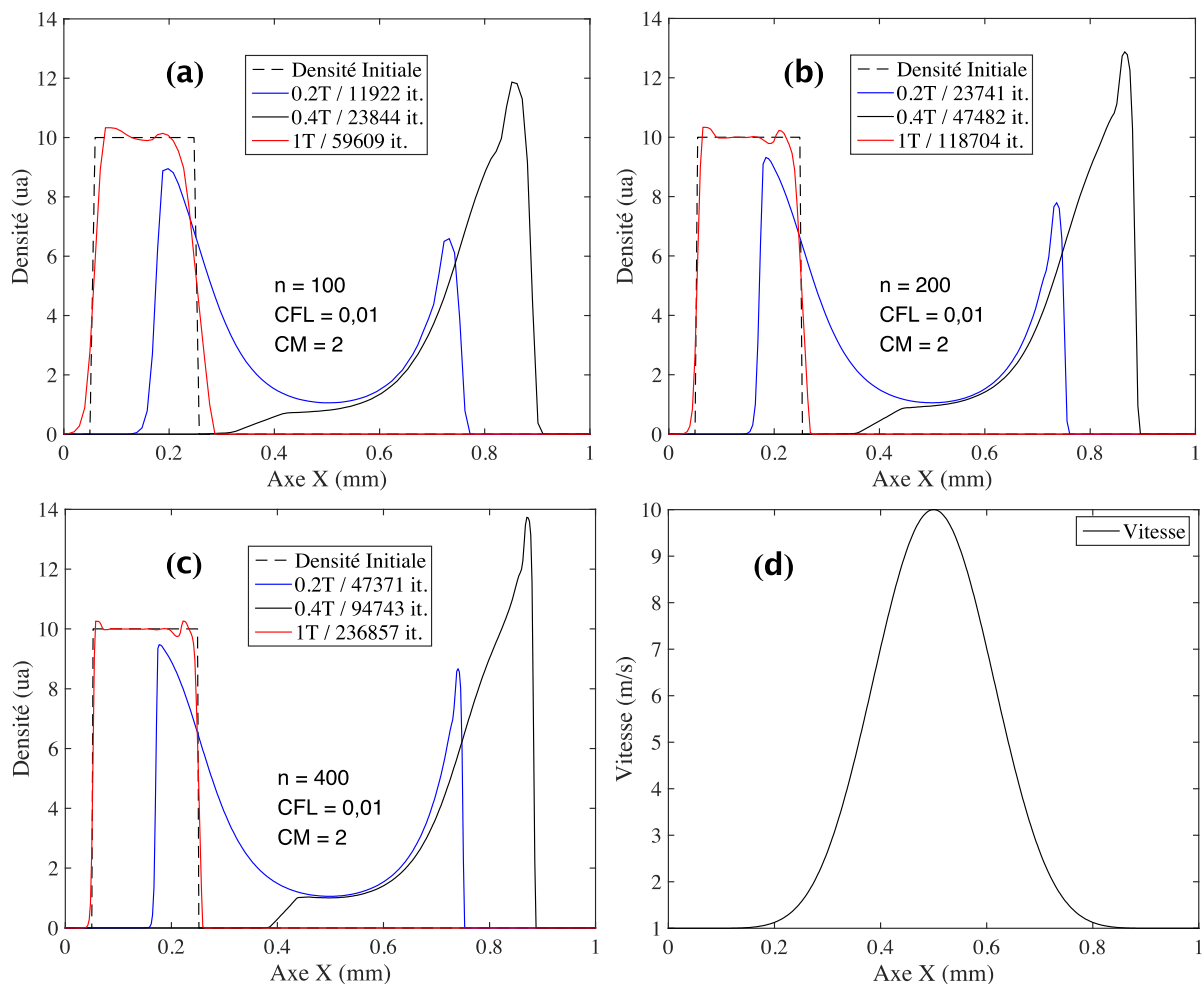 14
12
10
8
6
4
2
0
Densité (ua)
(a)
Densité Initiale
0.2T / 11922 it.
0.4T / 23844 it.
1T / 59609 it.
n = 100
CFL = 0,01
CM = 2
0 0.2 0.4 0.6 0.8 1
Axe X (mm)
14
12
10
8
6
4
2
0
Densité (ua)
(b)
Densité Initiale
0.2T / 23741 it.
0.4T / 47482 it.
1T / 118704 it.
n = 200
CFL = 0,01
CM = 2
0 0.2 0.4 0.6 0.8 1
Axe X (mm)
14
12
10
8
6
4
2
0
Densité (ua)
(c)
Densité Initiale
0.2T / 47371 it.
0.4T / 94743 it.
1T / 236857 it.
n = 400
CFL = 0,01
CM = 2
0 0.2 0.4 0.6 0.8 1
Axe X (mm)
10
9
8
7
6
5
4
3
2
1
Vitesse (m/s)
(d)
Vitesse
0 0.2 0.4 0.6 0.8 1
Axe X (mm)